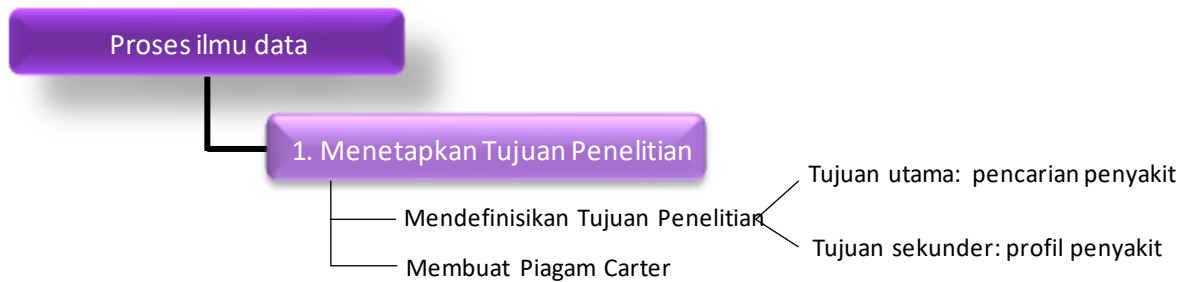 Proses ilmu data
1. Menetapkan Tujuan Penelitian
Mendefinisikan Tujuan Penelitian
Tujuan utama: pencarian penyakit
Tujuan sekunder: profil penyakit
Membuat Piagam Carter